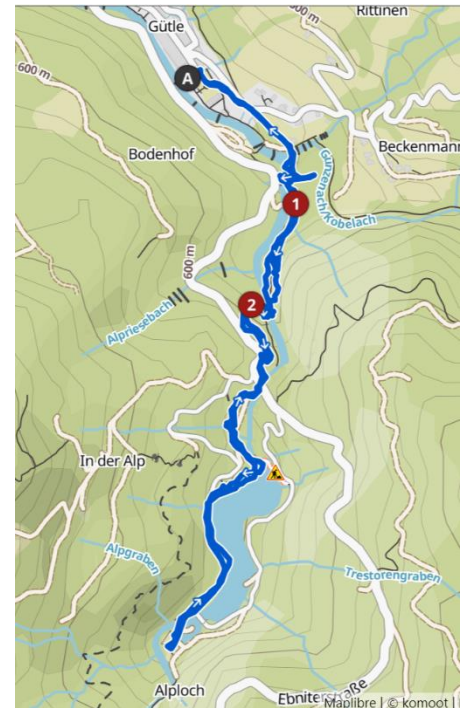 Rittinen
Gütle
600 m
A
Beckenmann
Bodenhof
Gunzenach/Kobelach
1
600 m
2
Alpriesebach
In der Alp
Alpgraben
Trestorengraben
Alploch
Ebniterstraße
Maplibre | © komoot |